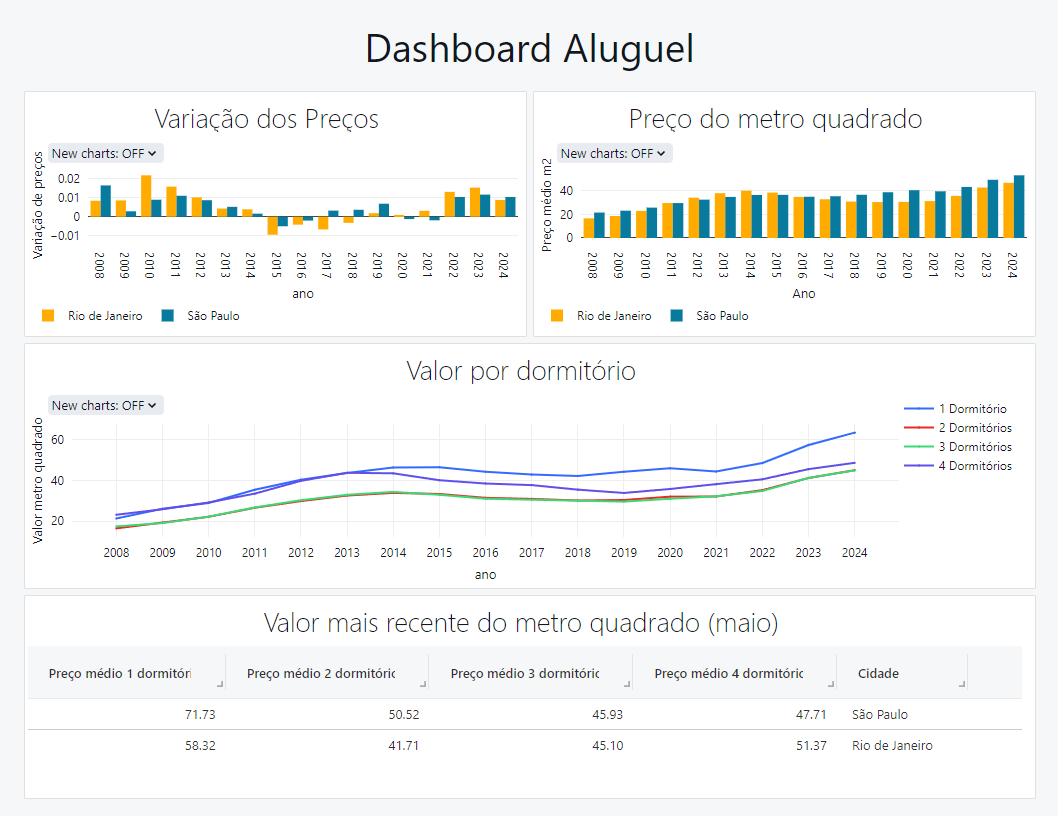 Dashboard Aluguel
Variação dos Preços
New charts: OFF
Variação de preços
0.02
0.01
0
−0.01
2008 2009 2010 2011 2012 2013 2014 2015 2016 2017 2018 2019 2020 2021 2022 2023 2024
ano
Rio de Janeiro São Paulo
Preço do metro quadrado
New charts: OFF
Preço médio m2
40
20
0
2008 2009 2010 2011 2012 2013 2014 2015 2016 2017 2018 2019 2020 2021 2022 2023 2024
Ano
Rio de Janeiro São Paulo
Valor por dormitório
New charts: OFF
Valor metro quadrado
60
40
20
2008 2009 2010 2011 2012 2013 2014 2015 2016 2017 2018 2019 2020 2021 2022 2023 2024
ano
1 Dormitório
2 Dormitórios
3 Dormitórios
4 Dormitórios
Valor mais recente do metro quadrado (maio)
Preço médio 1 dormitóri Preço médio 2 dormitóric Preço médio 3 dormitóric Preço médio 4 dormitóric Cidade
71.73 50.52 45.93 47.71 São Paulo
58.32 41.71 45.10 51.37 Rio de Janeiro